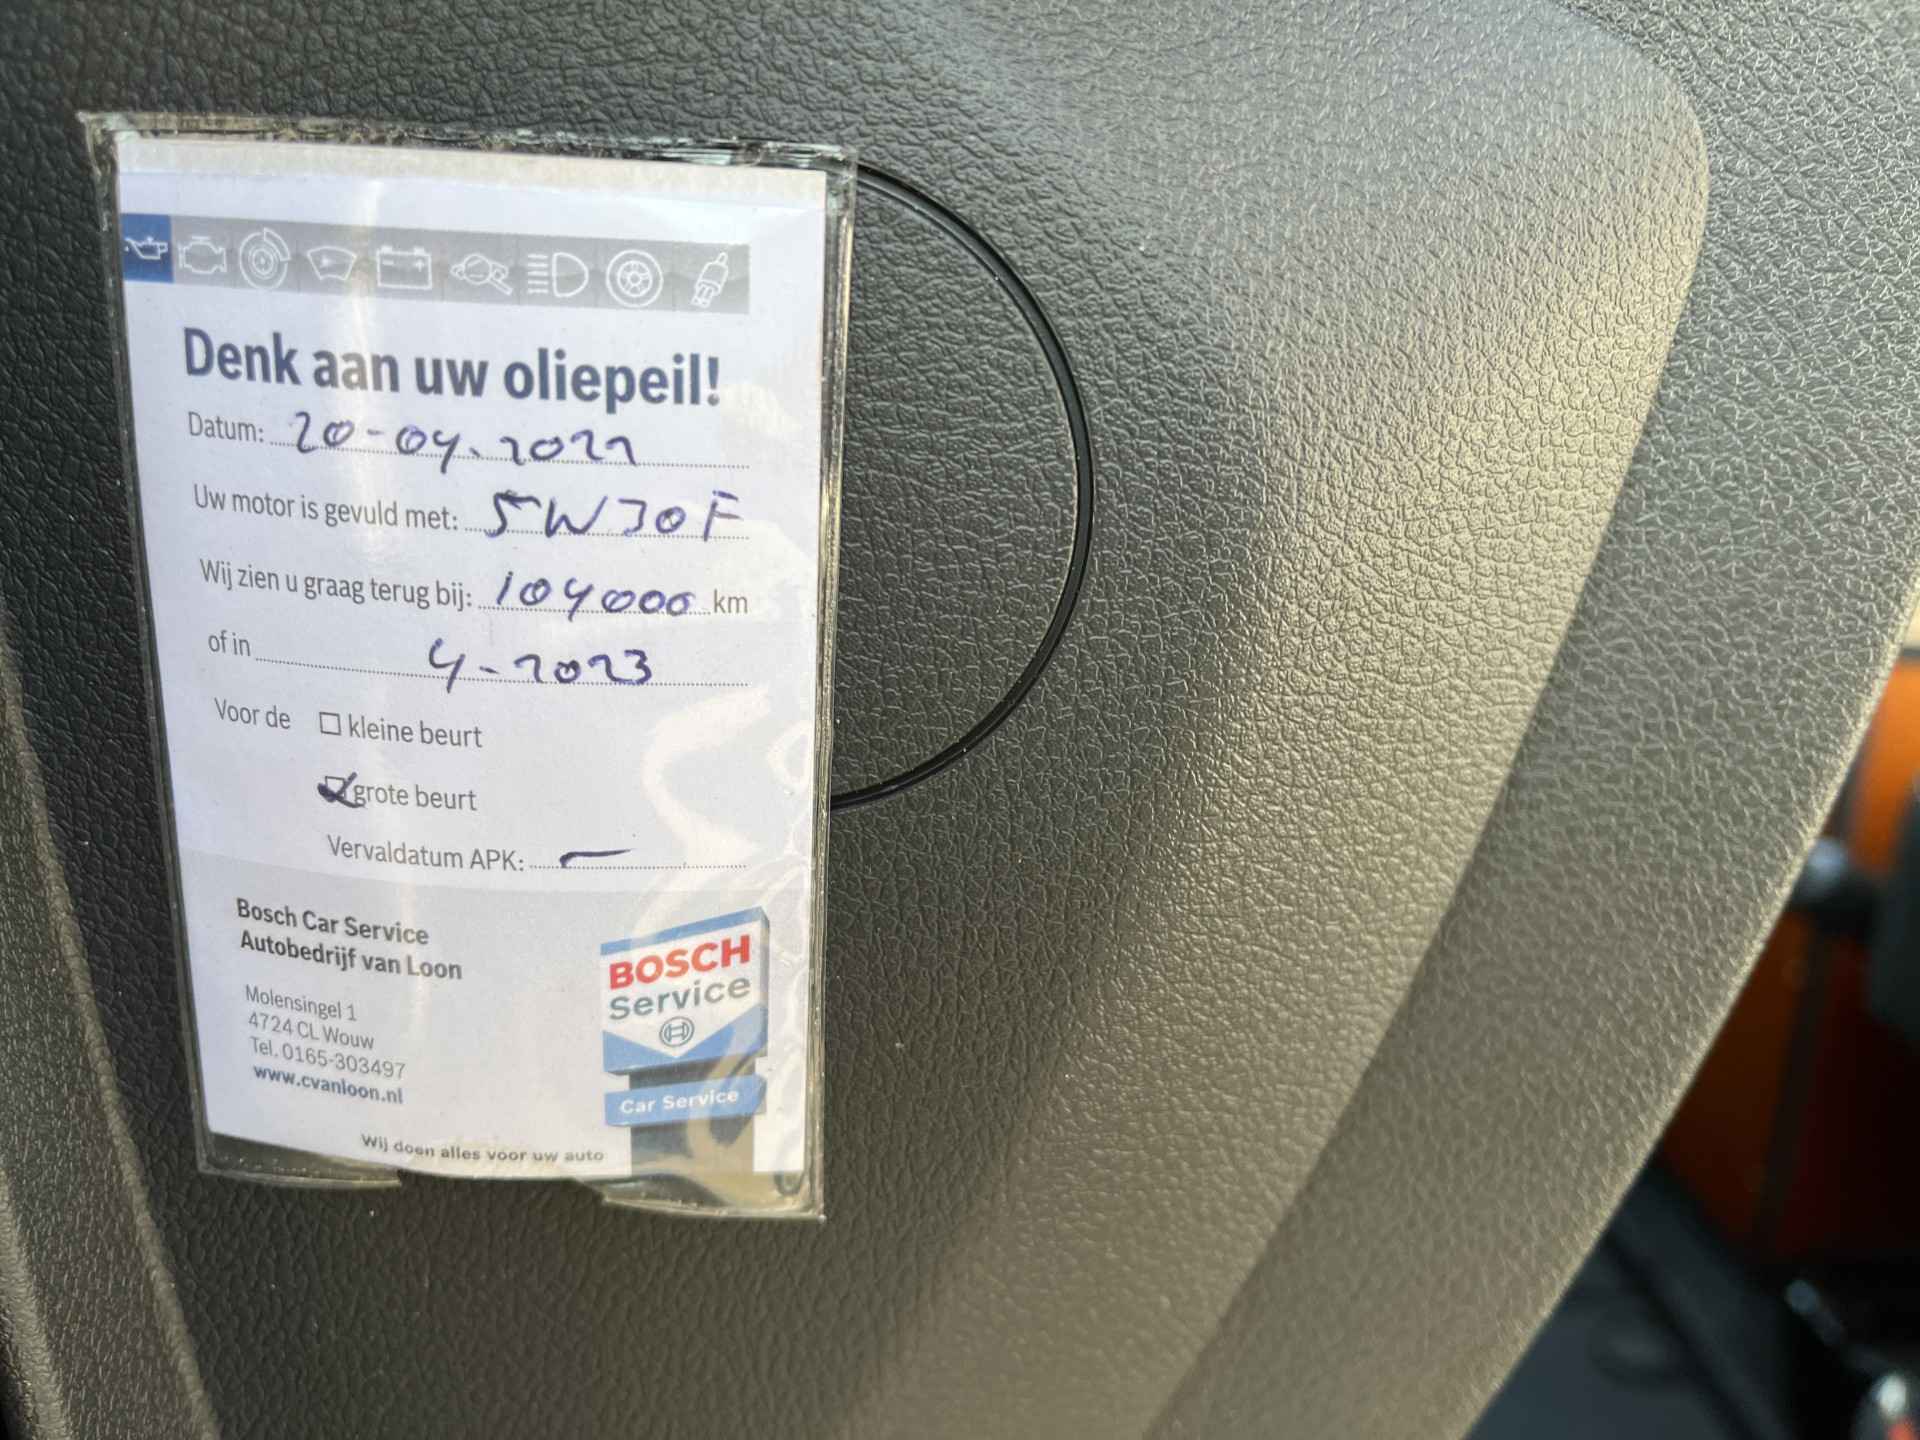 Denk aan uw oliepeil!
Datum: 20-04-2022
Uw motor is gevuld met: 5W30F
Wij zien u graag terug bij: 104000 km
of in 4-2023
Voor de kleine beurt
grote beurt
Vervaldatum APK: –
Bosch Car Service
Autobedrijf van Loon
Molensingel 1
4724 CL Wouw
Tel. 0165-303497
www.cvanloon.nl
BOSCH
Service
Car Service
Wij doen alles voor uw auto